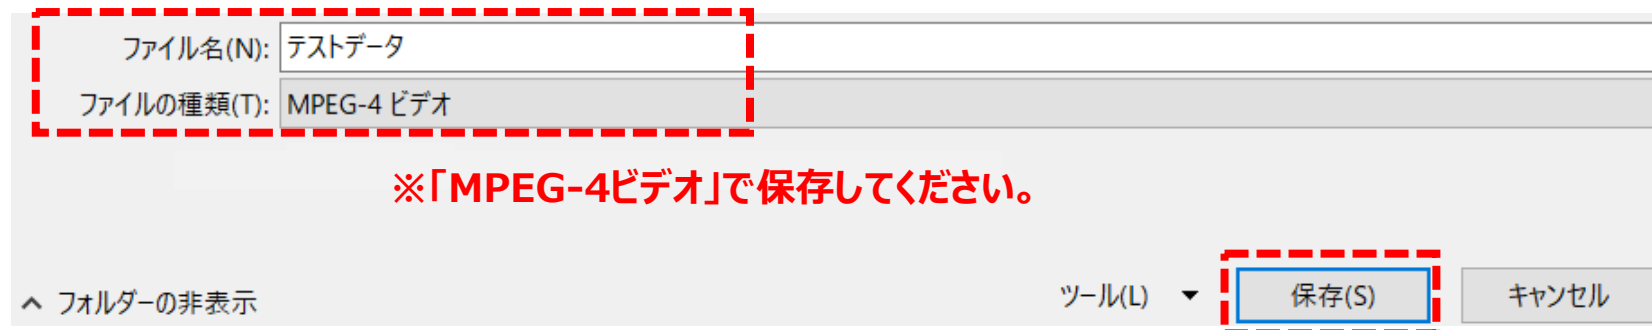 ファイル名(N): テストデータ
ファイルの種類(T): MPEG-4 ビデオ
※「MPEG-4ビデオ」で保存してください。
フォルダーの非表示 ツール(L) 保存(S) キャンセル